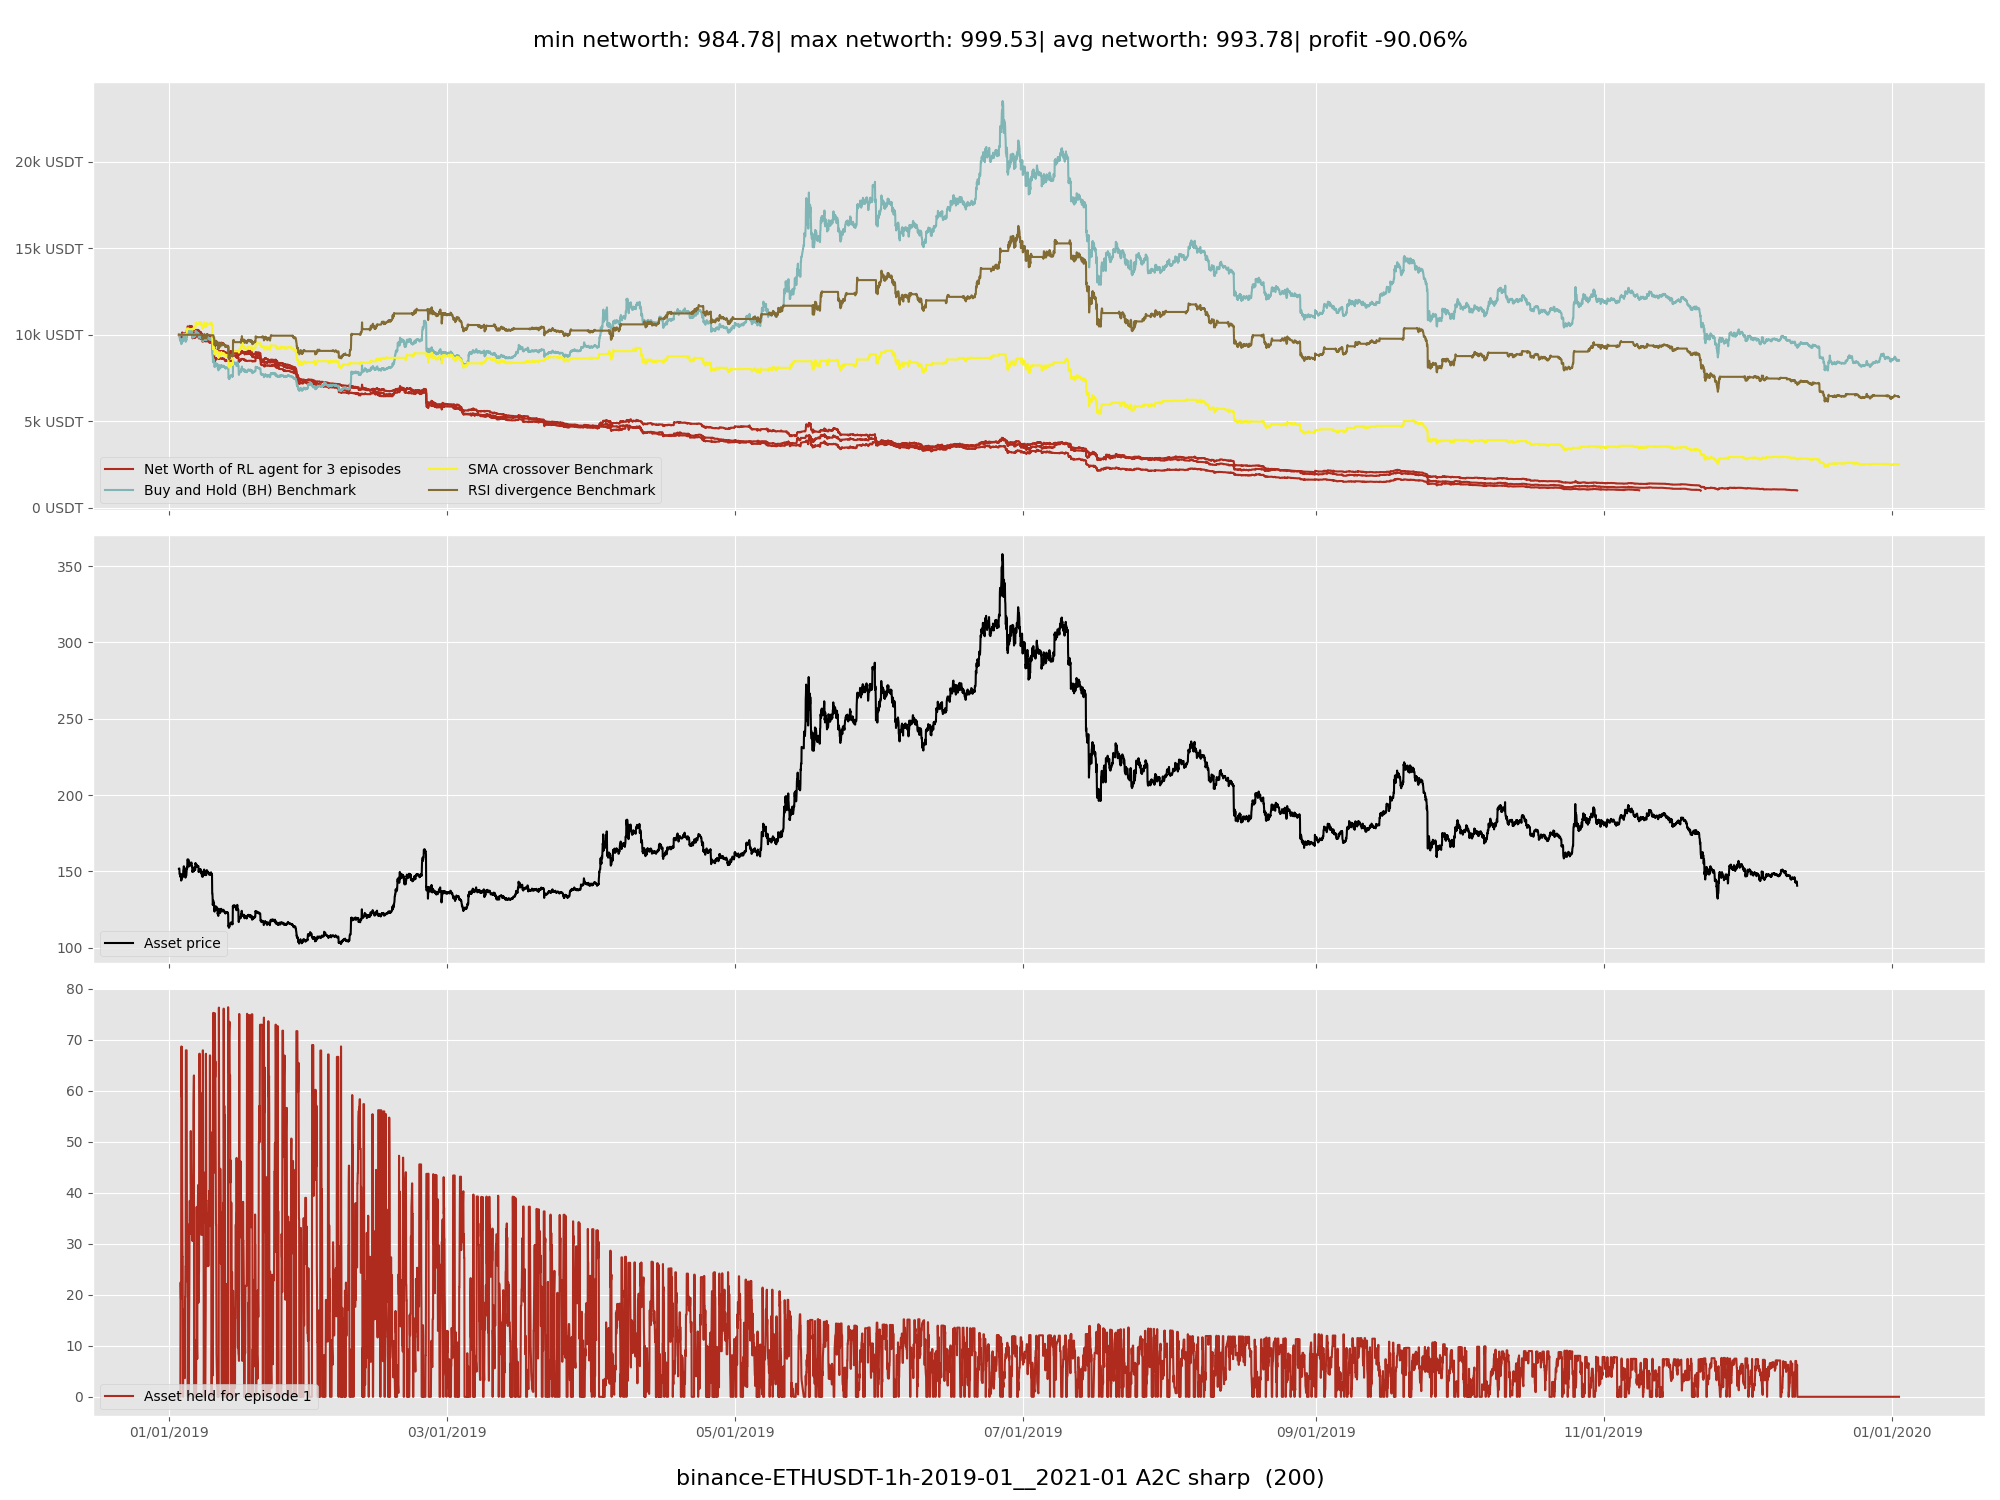 min networth: 984.78| max networth: 999.53| avg networth: 993.78| profit -90.06%
20k USDT
15k USDT
10k USDT
5k USDT
0 USDT
Net Worth of RL agent for 3 episodes
Buy and Hold (BH) Benchmark
SMA crossover Benchmark
RSI divergence Benchmark
350
300
250
200
150
100
Asset price
80
70
60
50
40
30
20
10
0
Asset held for episode 1
01/01/2019 03/01/2019 05/01/2019 07/01/2019 09/01/2019 11/01/2019 01/01/2020
binance-ETHUSDT-1h-2019-01__2021-01 A2C sharp  (200)